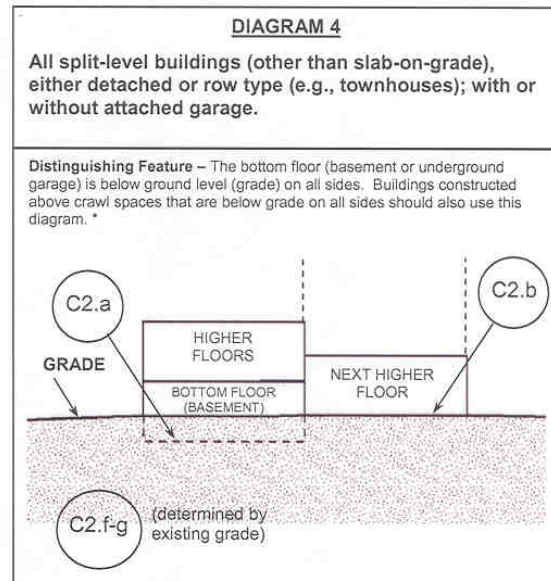 DIAGRAM 4
All split-level buildings (other than slab-on-grade),
either detached or row type (e.g., townhouses); with or
without attached garage.
Distinguishing Feature – The bottom floor (basement or underground
garage) is below ground level (grade) on all sides. Buildings constructed
above crawl spaces that are below grade on all sides should also use this
diagram. *
C2.a
C2.b
HIGHER
FLOORS
GRADE
NEXT HIGHER
FLOOR
BOTTOM FLOOR
(BASEMENT)
C2.f-g
(determined by
existing grade)